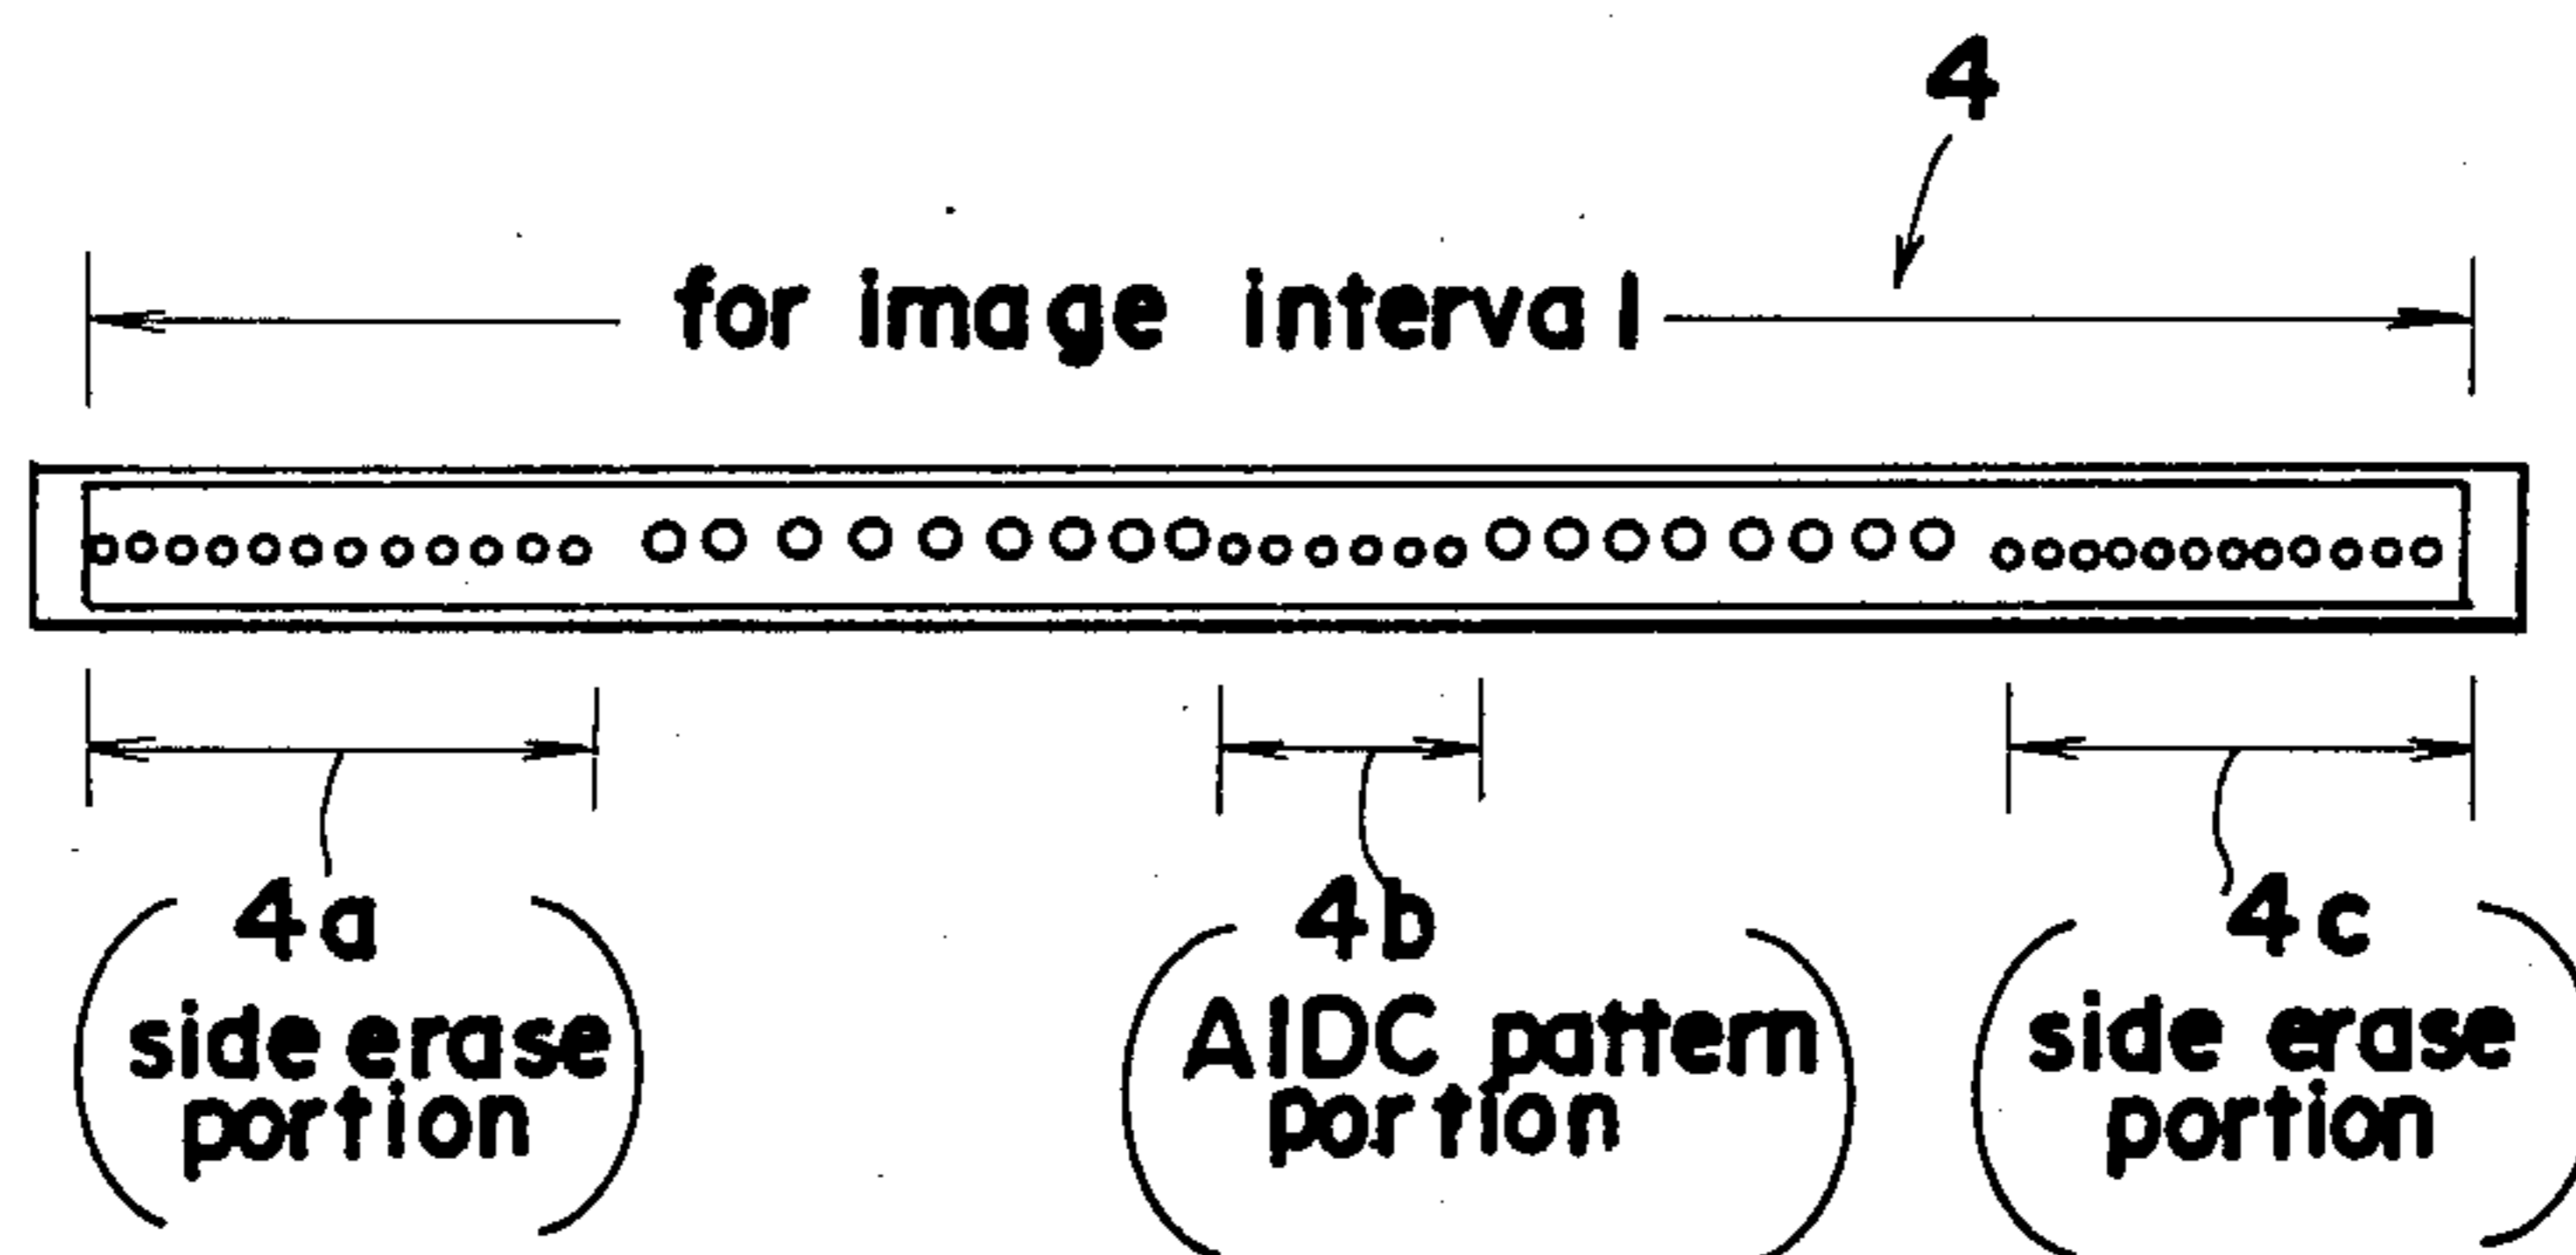 4
for image interval
4a
side erase
portion
4b
AIDC pattern
portion
4c
side erase
portion